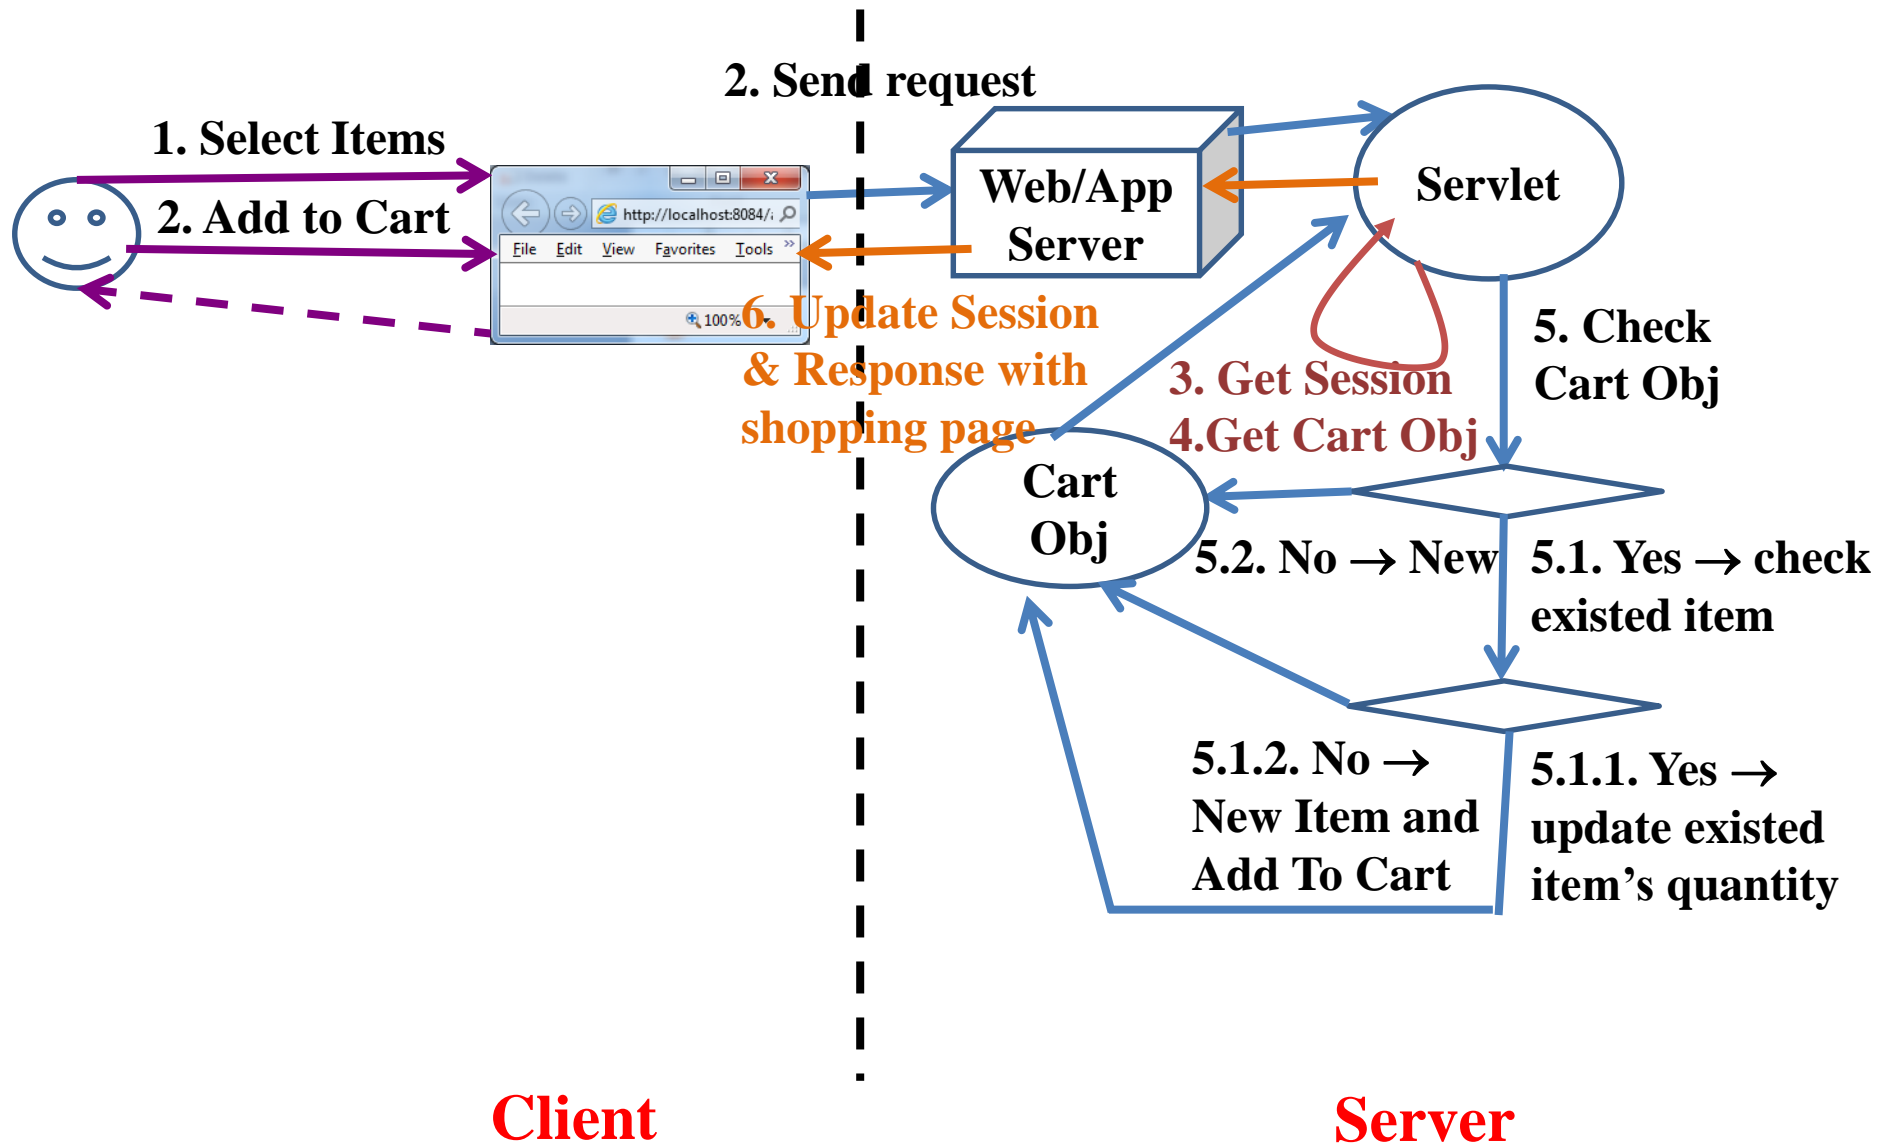 2. Send request
1. Select Items
2. Add to Cart
http://localhost:8084/
File Edit View Favorites Tools »
100%
Web/App
Server
Servlet
6. Update Session
& Response with
shopping page
3. Get Session
4.Get Cart Obj
5. Check
Cart Obj
Cart
Obj
5.2. No → New
5.1. Yes → check
existed item
5.1.2. No →
New Item and
Add To Cart
5.1.1. Yes →
update existed
item’s quantity
Client
Server